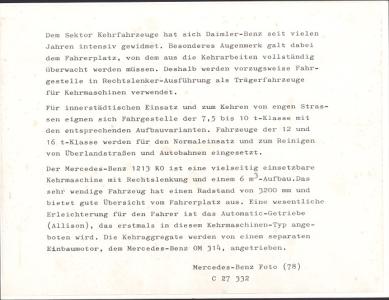 Dem Sektor Kehrfahrzeuge hat sich Daimler-Benz seit vielen
Jahren intensiv gewidmet. Besonderes Augenmerk galt dabei
dem Fahrerplatz, von dem aus die Kehrarbeiten vollständig
überwacht werden müssen. Deshalb werden vorzugsweise Fahr-
gestelle in Rechtslenker-Ausführung als Trägerfahrzeuge
für Kehrmaschinen verwendet.
Für innerstädtischen Einsatz und zum Kehren von engen Stras-
sen eignen sich Fahrgestelle der 7,5 bis 10 t-Klasse mit
den entsprechenden Aufbauvarianten. Fahrzeuge der 12 und
16 t-Klasse werden für den Normaleinsatz und zum Reinigen
von Überlandstraßen und Autobahnen eingesetzt.
Der Mercedes-Benz 1213 KO ist eine vielseitig einsetzbare
Kehrmaschine mit Rechtslenkung und einem 6 m³-Aufbau.Das
sehr wendige Fahrzeug hat einen Radstand von 3200 mm und
bietet gute Übersicht vom Fahrerplatz aus. Eine wesentliche
Erleichterung für den Fahrer ist das Automatic-Getriebe
(Allison), das erstmals in diesem Kehrmaschinen-Typ ange-
boten wird. Die Kehraggregate werden von einem separaten
Einbaumotor, dem Mercedes-Benz OM 314, angetrieben.
Mercedes-Benz Foto (78)
C 27 332